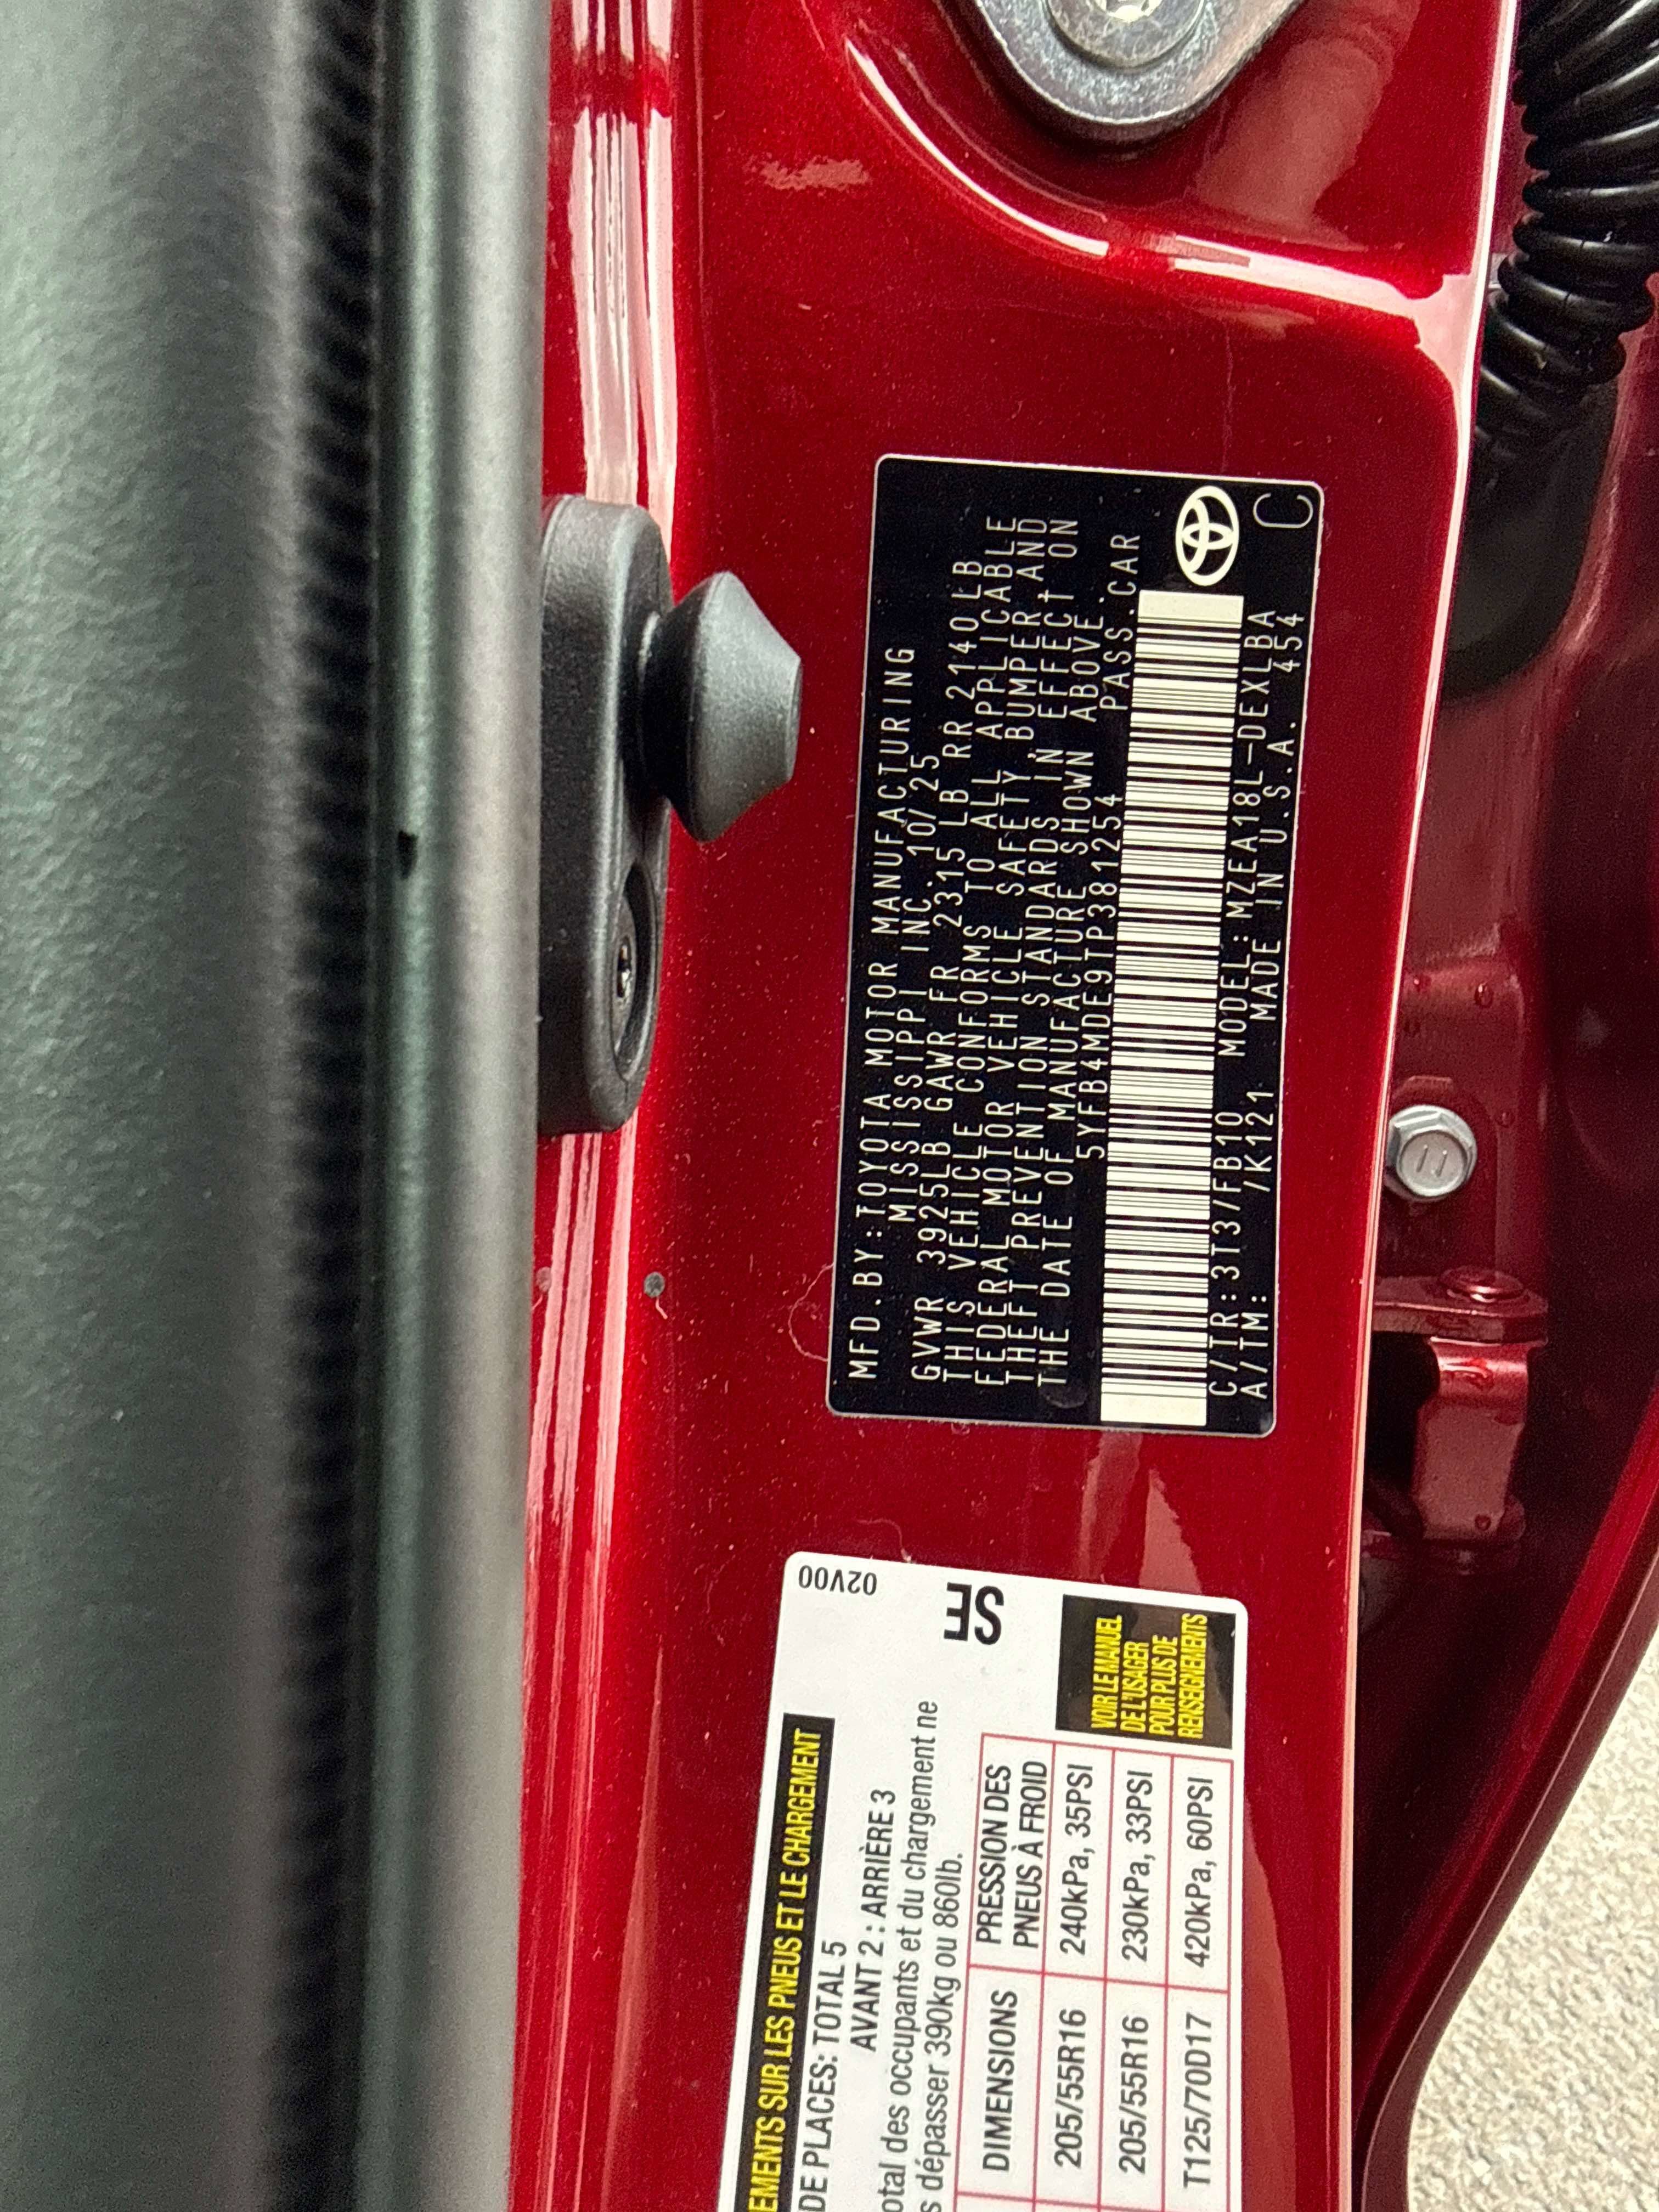 MFD.BY:TOYOTA MOTOR MANUFACTURING
MISSISSIPPI INC. 10/25
GVWR 3925LB GAWR FR 2315 LB RR 2140LB
THIS VEHICLE CONFORMS TO ALL APPLICABLE
FEDERAL MOTOR VEHICLE SAFETY,BUMPER,AND
THEFT PREVENTION STANDARDS IN EFFECT ON
THE DATE OF MANUFACTURE SHOWN ABOVE.
5YFB4MDE9TP381254 PASS.CAR
C/TR:3T3/FB10 MODEL:MZEA18L-DEXLBA
A/TM: /K121 MADE IN U.S.A. 454
C
02V00
SE
EMENTS SUR LES PNEUS ET LE CHARGEMENT
DE PLACES: TOTAL 5
AVANT 2 : ARRIÈRE 3
otal des occupants et du chargement ne
s dépasser 390kg ou 860lb.
DIMENSIONS PRESSION DES PNEUS À FROID
205/55R16 240kPa, 35PSI
205/55R16 230kPa, 33PSI
T125/70D17 420kPa, 60PSI
VOIR LE MANUEL
DE L'USAGER
POUR PLUS DE
RENSEIGNEMENTS